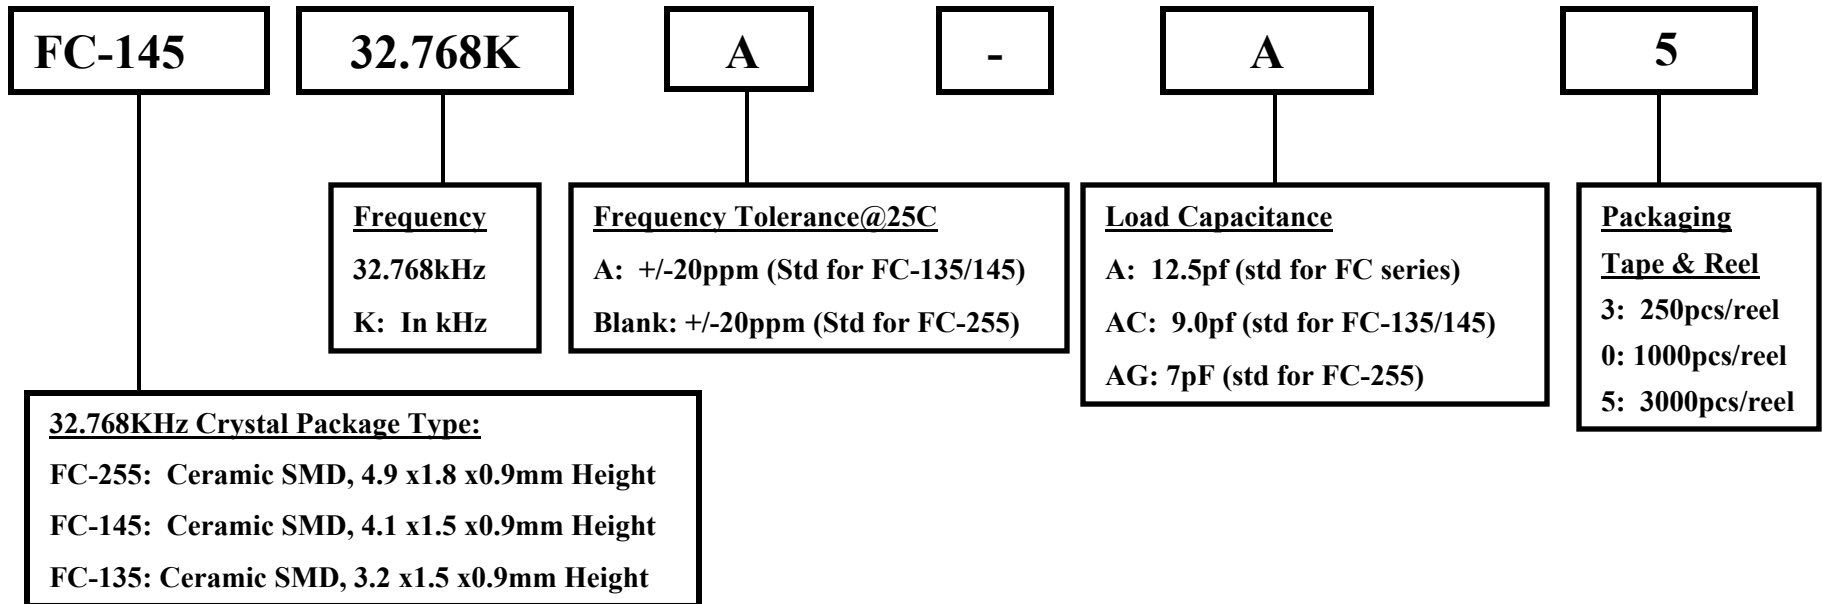 FC-145 32.768K A - A 5
Frequency
32.768kHz
K: In kHz
Frequency Tolerance@25C
A: +/-20ppm (Std for FC-135/145)
Blank: +/-20ppm (Std for FC-255)
Load Capacitance
A: 12.5pf (std for FC series)
AC: 9.0pf (std for FC-135/145)
AG: 7pF (std for FC-255)
Packaging
Tape & Reel
3: 250pcs/reel
0: 1000pcs/reel
5: 3000pcs/reel
32.768KHz Crystal Package Type:
FC-255: Ceramic SMD, 4.9 x1.8 x0.9mm Height
FC-145: Ceramic SMD, 4.1 x1.5 x0.9mm Height
FC-135: Ceramic SMD, 3.2 x1.5 x0.9mm Height